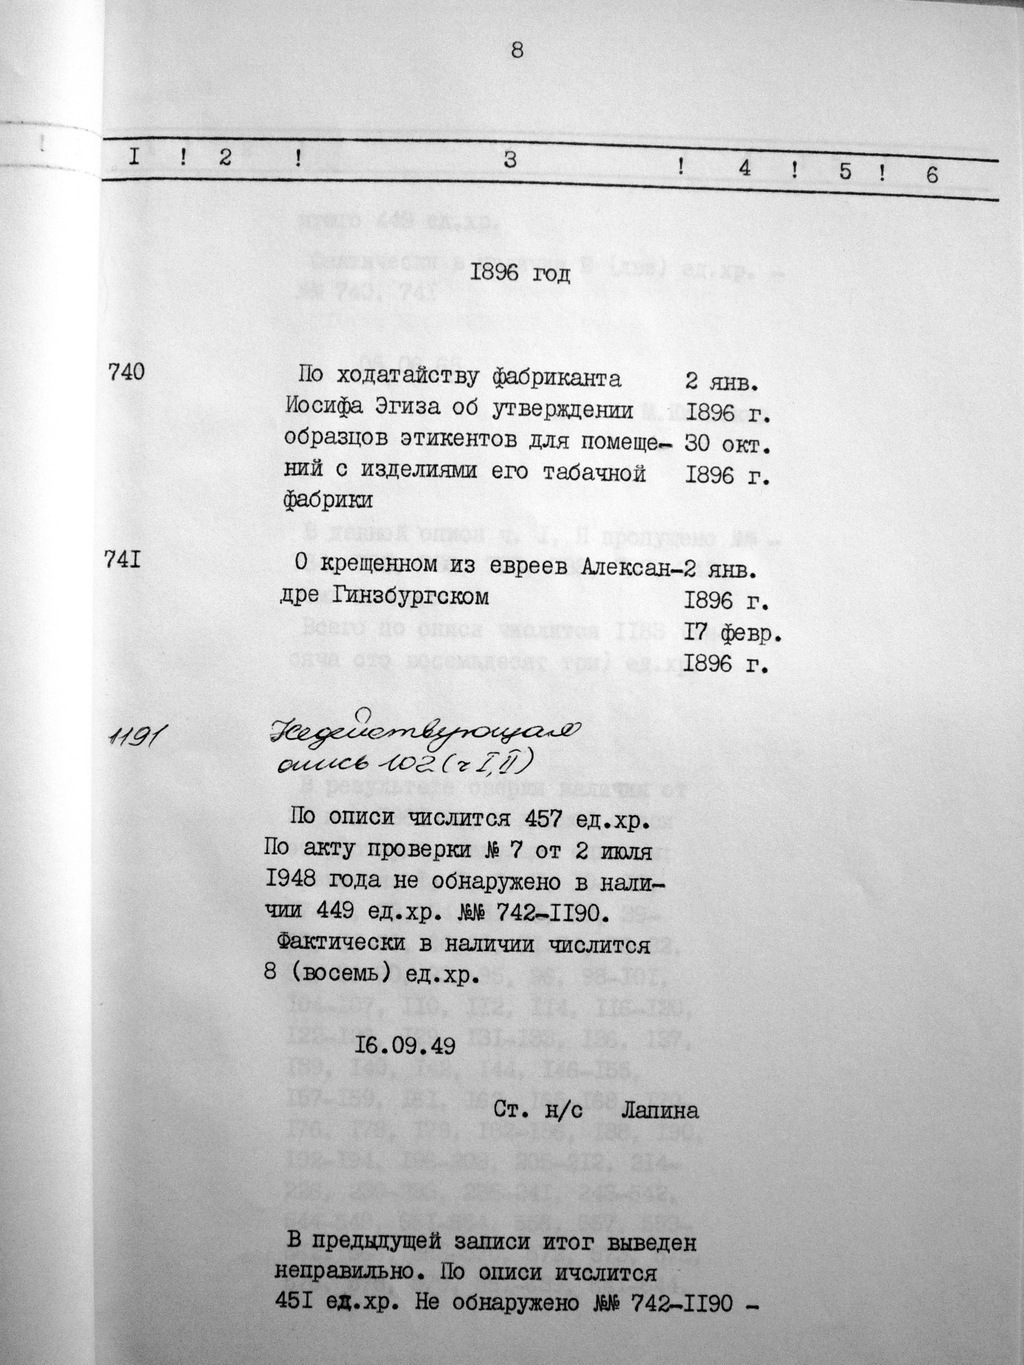 8
I ! 2 ! 3 ! 4 ! 5 ! 6
итого 449 ед.хр.
1896 год
740 По ходатайству фабриканта 2 янв.
Иосифа Эгиза об утверждении 1896 г.
образцов этикентов для помеще- 30 окт.
ний с изделиями его табачной 1896 г.
фабрики
741 О крещенном из евреев Алексан-2 янв.
дре Гинзбургском 1896 г.
17 февр.
1896 г.
1191 Недействующая
опись 102 (ч I, II)
По описи числится 457 ед.хр.
По акту проверки № 7 от 2 июля
1948 года не обнаружено в нали-
чии 449 ед.хр. №№ 742-1190.
Фактически в наличии числится
8 (восемь) ед.хр.
16.09.49
Ст. н/с Лапина
В предыдущей записи итог выведен
неправильно. По описи ичслится
451 ед.хр. Не обнаружено №№ 742-1190 -